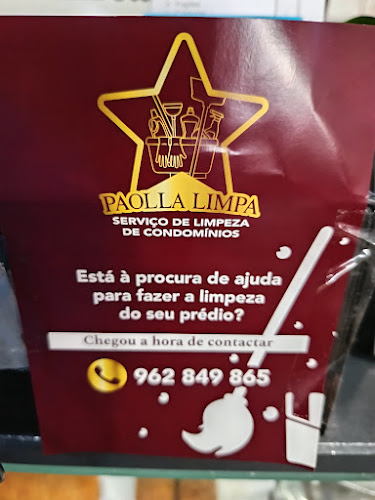 PAOLLA LIMPA
SERVIÇO DE LIMPEZA
DE CONDOMÍNIOS
Está à procura de ajuda
para fazer a limpeza
do seu prédio?
Chegou a hora de contactar
962 849 865